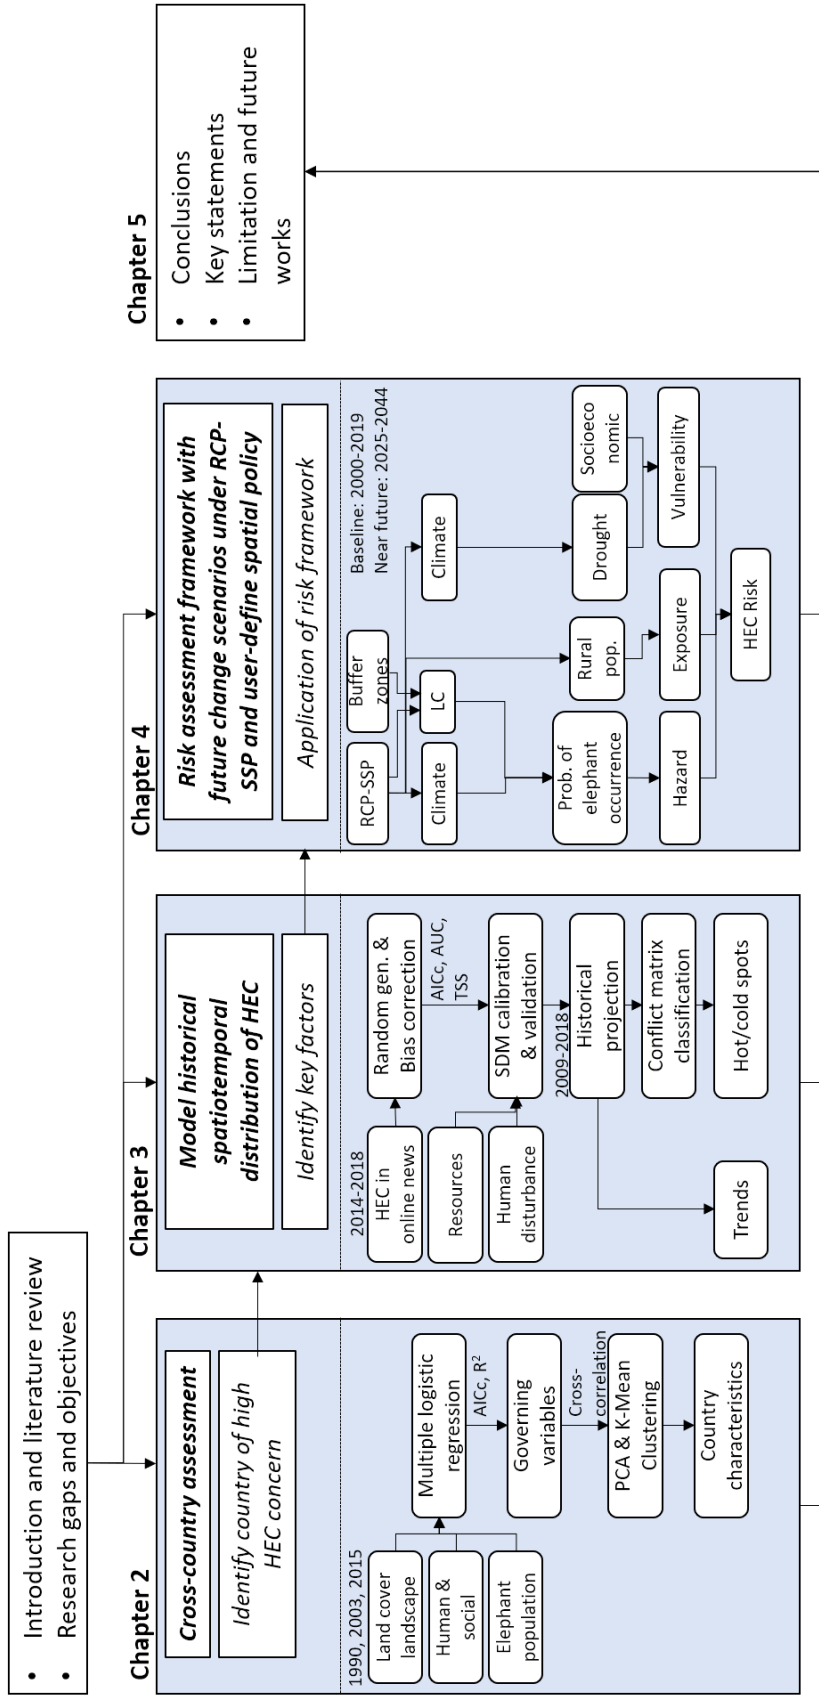 • Introduction and literature review
• Research gaps and objectives
Chapter 2
Cross-country assessment
Identify country of high
HEC concern
1990, 2003, 2015
Land cover
landscape
Human &
social
Elephant
population
Multiple logistic
regression
AICc, R²
Governing
variables
Cross-
correlation
PCA & K-Mean
Clustering
Country
characteristics
Chapter 3
Model historical
spatiotemporal
distribution of HEC
Identify key factors
2014-2018
HEC in
online news
Resources
Human
disturbance
Random gen. &
Bias correction
AICc, AUC,
TSS
SDM calibration
& validation
2009-2018
Historical
projection
Conflict matrix
classification
Trends
Hot/cold spots
Chapter 4
Risk assessment framework with
future change scenarios under RCP-
SSP and user-define spatial policy
Application of risk framework
Baseline: 2000-2019
Near future: 2025-2044
RCP-SSP
Buffer
zones
Climate
LC
Climate
Prob. of
elephant
occurrence
Rural
pop.
Drought
Socioeco
nomic
Hazard
Exposure
Vulnerability
HEC Risk
Chapter 5
• Conclusions
• Key statements
• Limitation and future
works